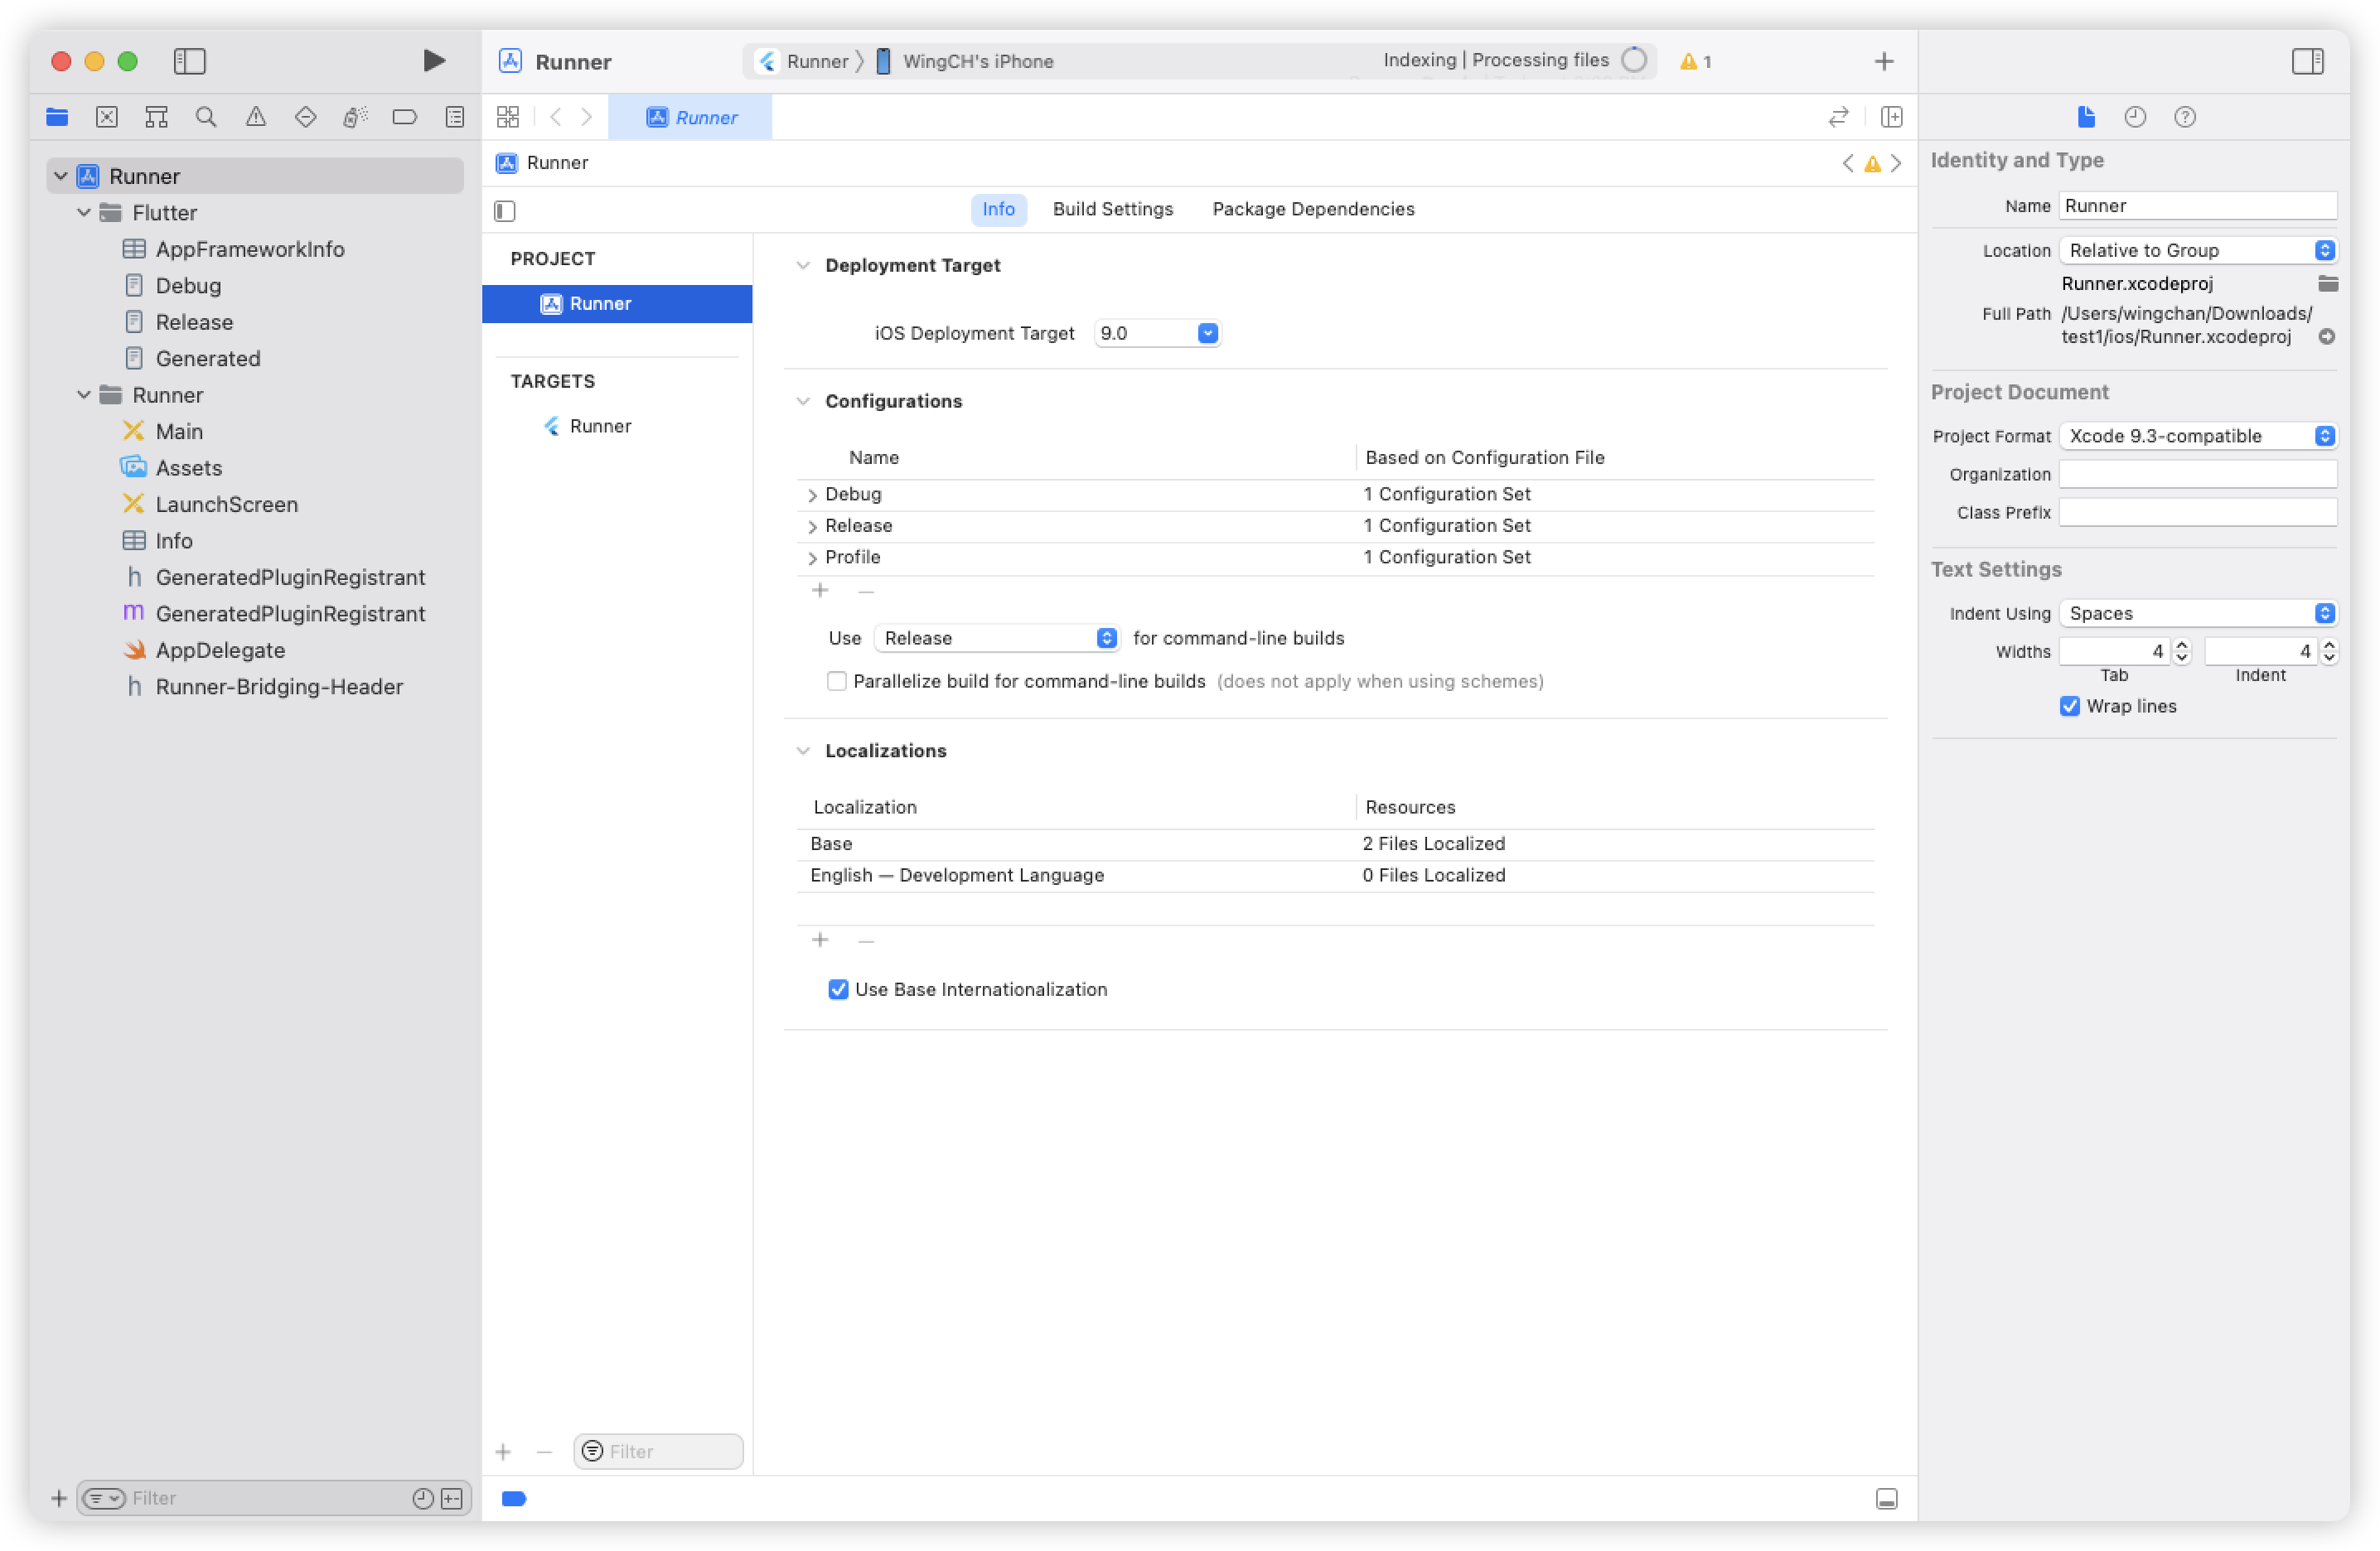 Runner
Runner
WingCH's iPhone
Indexing | Processing files
1
Runner
Runner
Flutter
AppFrameworkInfo
Debug
Release
Generated
Runner
Main
Assets
LaunchScreen
Info
h GeneratedPluginRegistrant
m GeneratedPluginRegistrant
AppDelegate
h Runner-Bridging-Header
Filter
Runner
Info
Build Settings
Package Dependencies
PROJECT
Runner
TARGETS
Runner
Filter
Deployment Target
iOS Deployment Target 9.0
Configurations
Name Based on Configuration File
Debug 1 Configuration Set
Release 1 Configuration Set
Profile 1 Configuration Set
Use Release for command-line builds
Parallelize build for command-line builds (does not apply when using schemes)
Localizations
Localization Resources
Base 2 Files Localized
English — Development Language 0 Files Localized
Use Base Internationalization
Identity and Type
Name Runner
Location Relative to Group
Runner.xcodeproj
Full Path /Users/wingchan/Downloads/
test1/ios/Runner.xcodeproj
Project Document
Project Format Xcode 9.3-compatible
Organization
Class Prefix
Text Settings
Indent Using Spaces
Widths 4 4
Tab Indent
Wrap lines